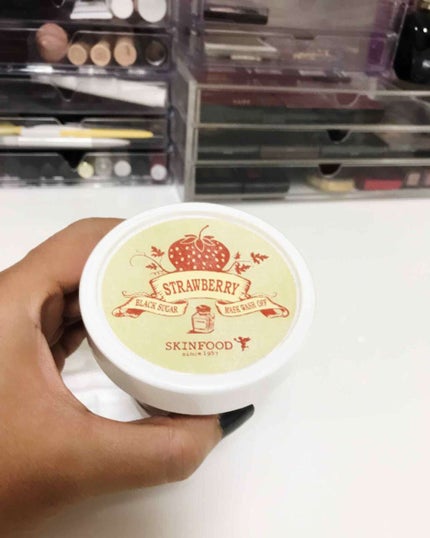 STRAWBERRY
BLACK SUGAR
MASK WASH OFF
SKINFOOD
since 1957